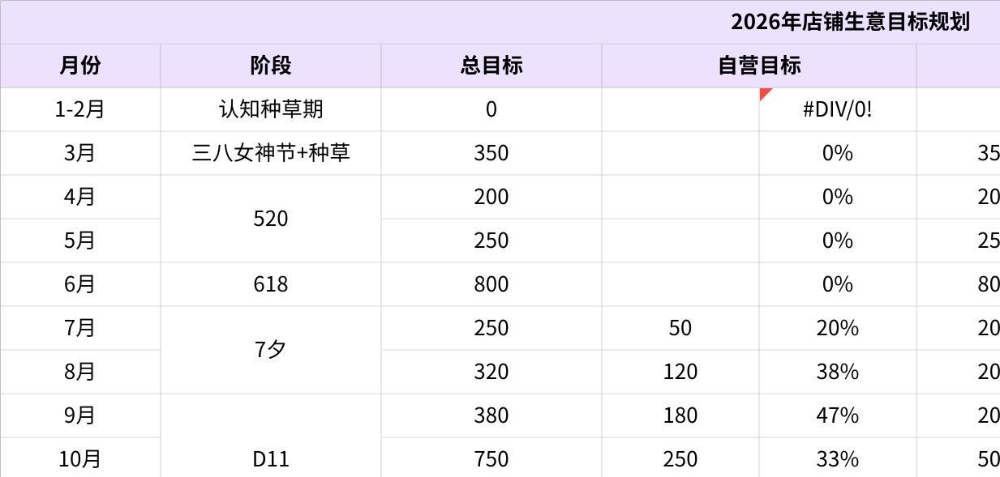 2026年店铺生意目标规划
月份 阶段 总目标 自营目标
1-2月 认知种草期 0 #DIV/0!
3月 三八女神节+种草 350 0% 35
4月 520 200 0% 20
5月 250 0% 25
6月 618 800 0% 80
7月 7夕 250 50 20% 20
8月 320 120 38% 20
9月 380 180 47% 20
10月 D11 750 250 33% 50